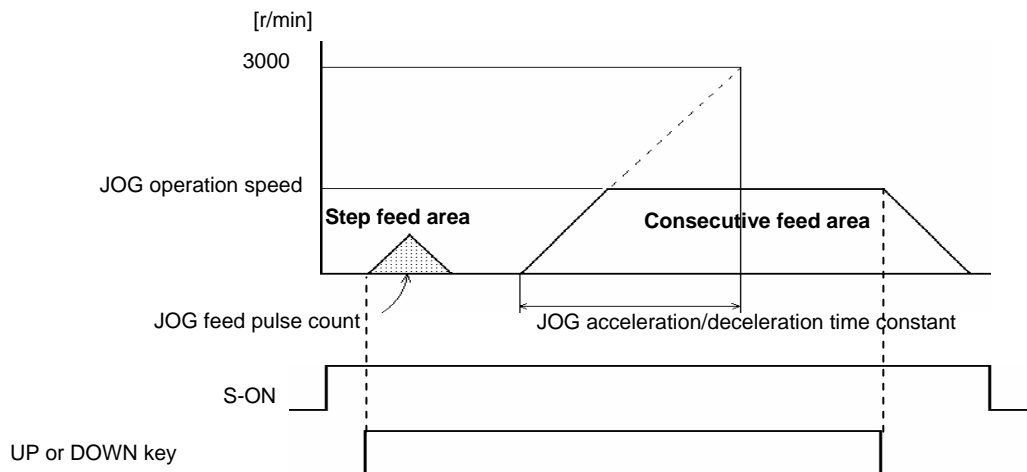 [r/min]
3000
JOG operation speed
Step feed area
Consecutive feed area
JOG feed pulse count
JOG acceleration/deceleration time constant
S-ON
UP or DOWN key